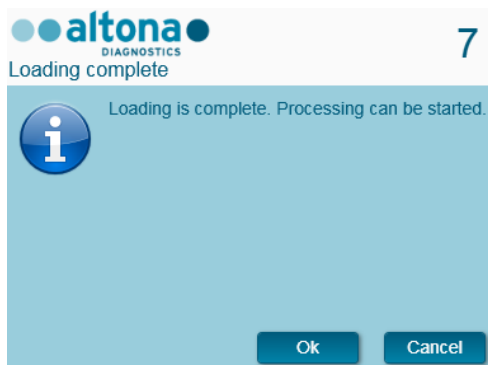 altona
DIAGNOSTICS
7
Loading complete
Loading is complete. Processing can be started.
Ok
Cancel